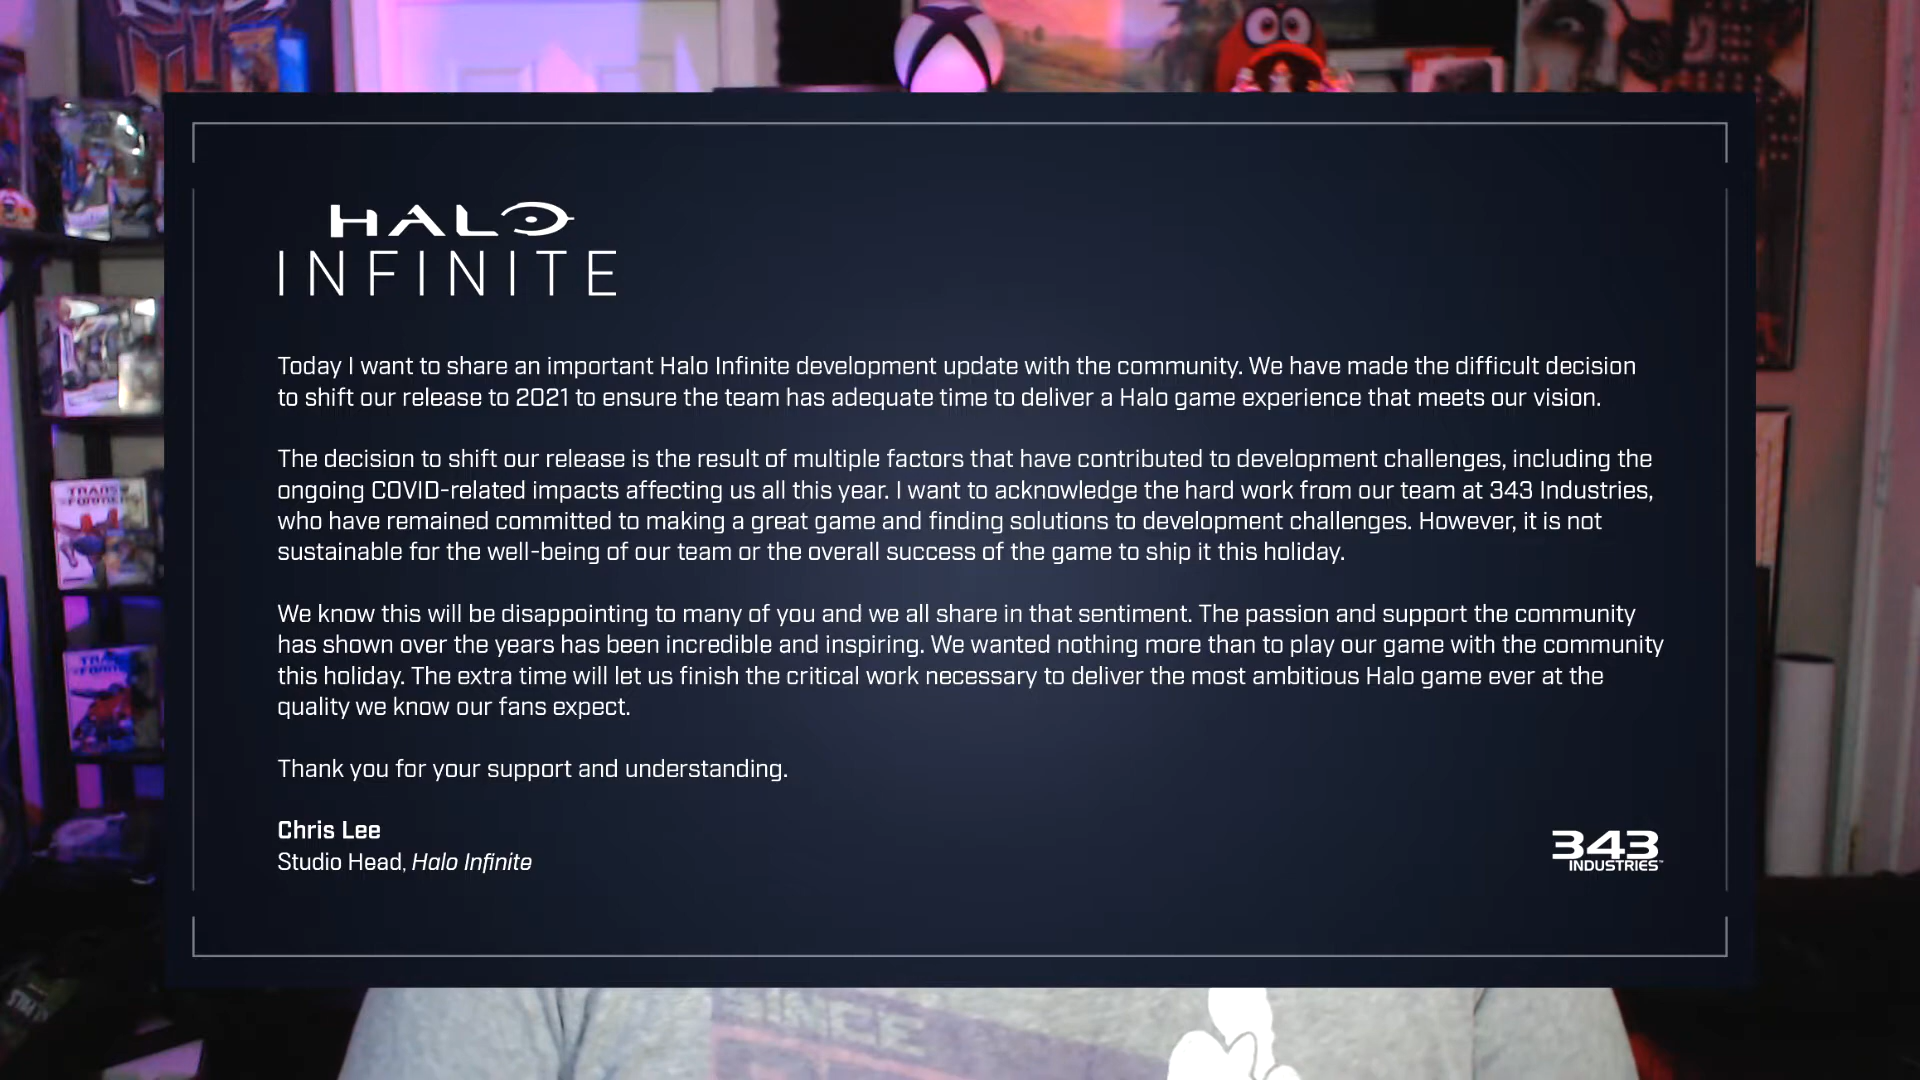 HALO
INFINITE
Today I want to share an important Halo Infinite development update with the community. We have made the difficult decision
to shift our release to 2021 to ensure the team has adequate time to deliver a Halo game experience that meets our vision.
The decision to shift our release is the result of multiple factors that have contributed to development challenges, including the
ongoing COVID-related impacts affecting us all this year. I want to acknowledge the hard work from our team at 343 Industries,
who have remained committed to making a great game and finding solutions to development challenges. However, it is not
sustainable for the well-being of our team or the overall success of the game to ship it this holiday.
We know this will be disappointing to many of you and we all share in that sentiment. The passion and support the community
has shown over the years has been incredible and inspiring. We wanted nothing more than to play our game with the community
this holiday. The extra time will let us finish the critical work necessary to deliver the most ambitious Halo game ever at the
quality we know our fans expect.
Thank you for your support and understanding.
Chris Lee
Studio Head, Halo Infinite
343
INDUSTRIES™
TRANS
FORMERS